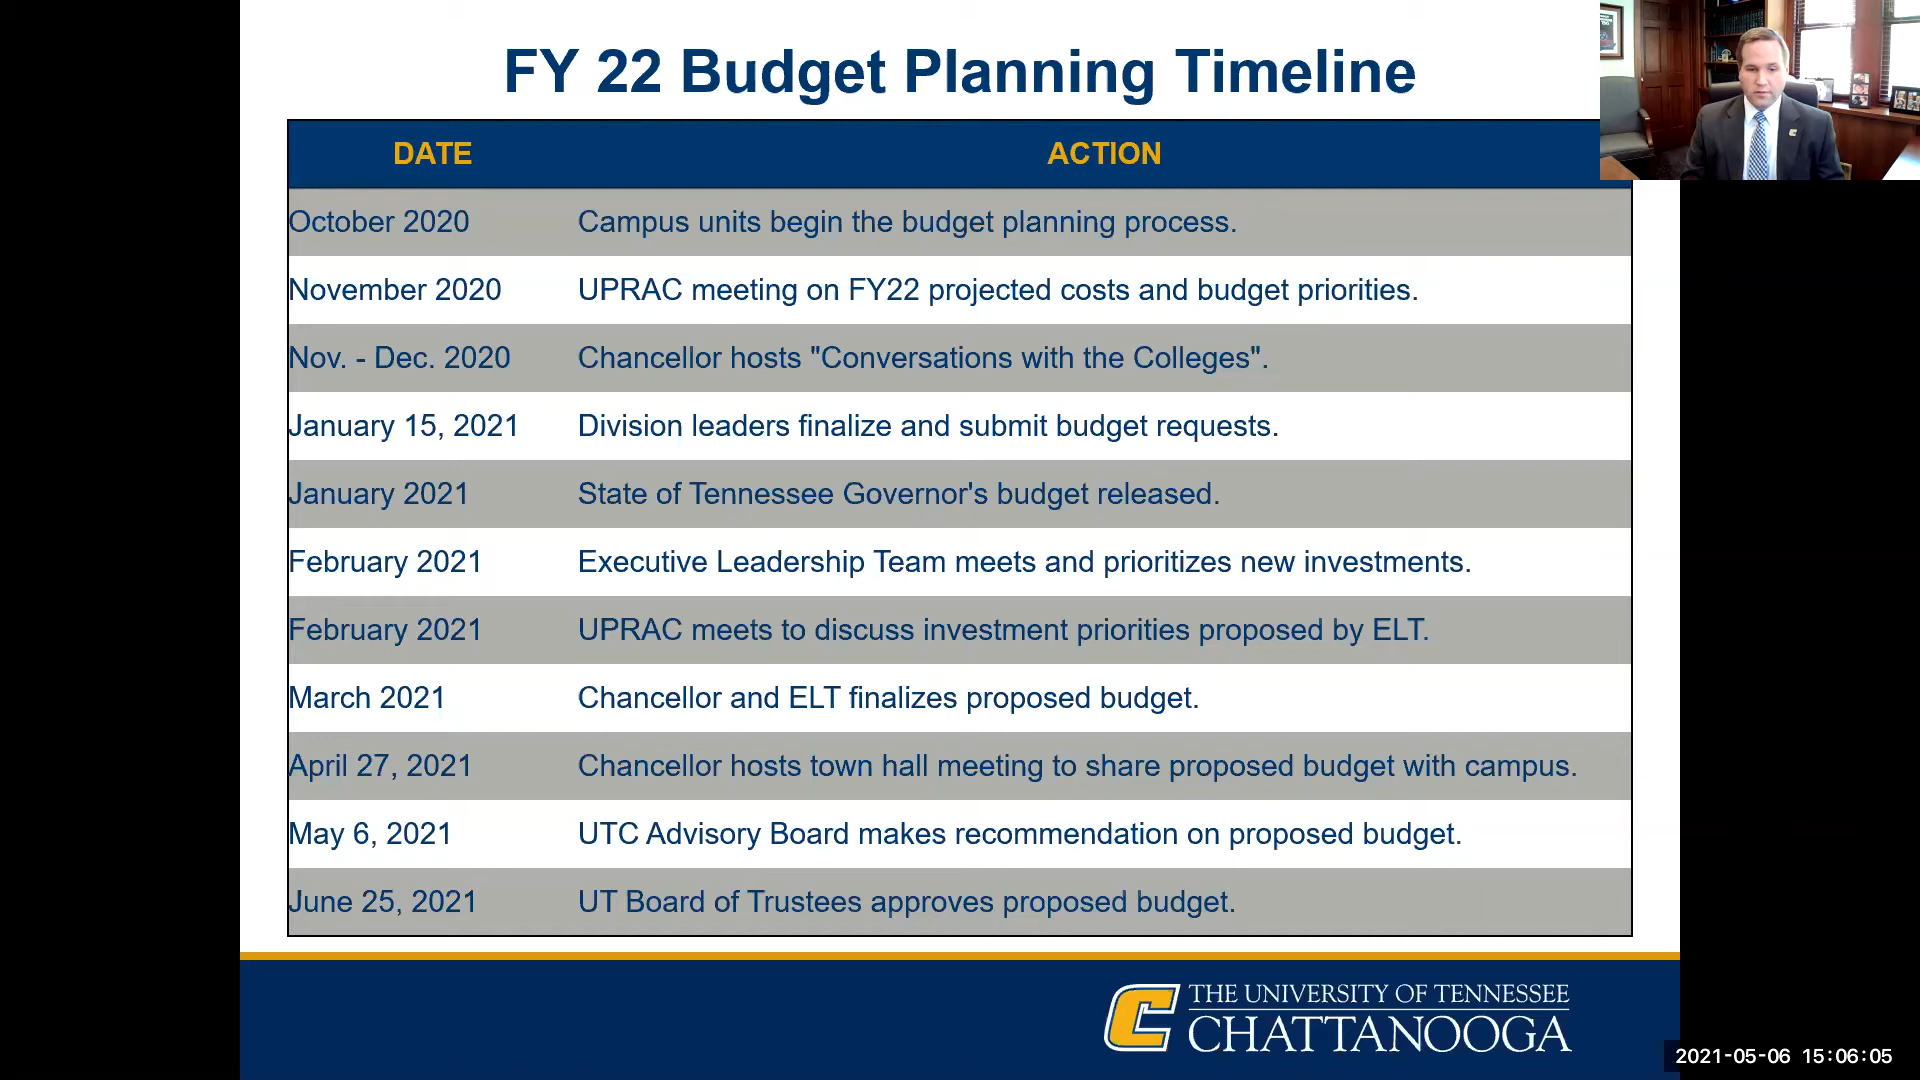 FY 22 Budget Planning Timeline
DATE ACTION
October 2020 Campus units begin the budget planning process.
November 2020 UPRAC meeting on FY22 projected costs and budget priorities.
Nov. - Dec. 2020 Chancellor hosts "Conversations with the Colleges".
January 15, 2021 Division leaders finalize and submit budget requests.
January 2021 State of Tennessee Governor's budget released.
February 2021 Executive Leadership Team meets and prioritizes new investments.
February 2021 UPRAC meets to discuss investment priorities proposed by ELT.
March 2021 Chancellor and ELT finalizes proposed budget.
April 27, 2021 Chancellor hosts town hall meeting to share proposed budget with campus.
May 6, 2021 UTC Advisory Board makes recommendation on proposed budget.
June 25, 2021 UT Board of Trustees approves proposed budget.
C THE UNIVERSITY OF TENNESSEE
CHATTANOOGA
2021-05-06 15:06:05